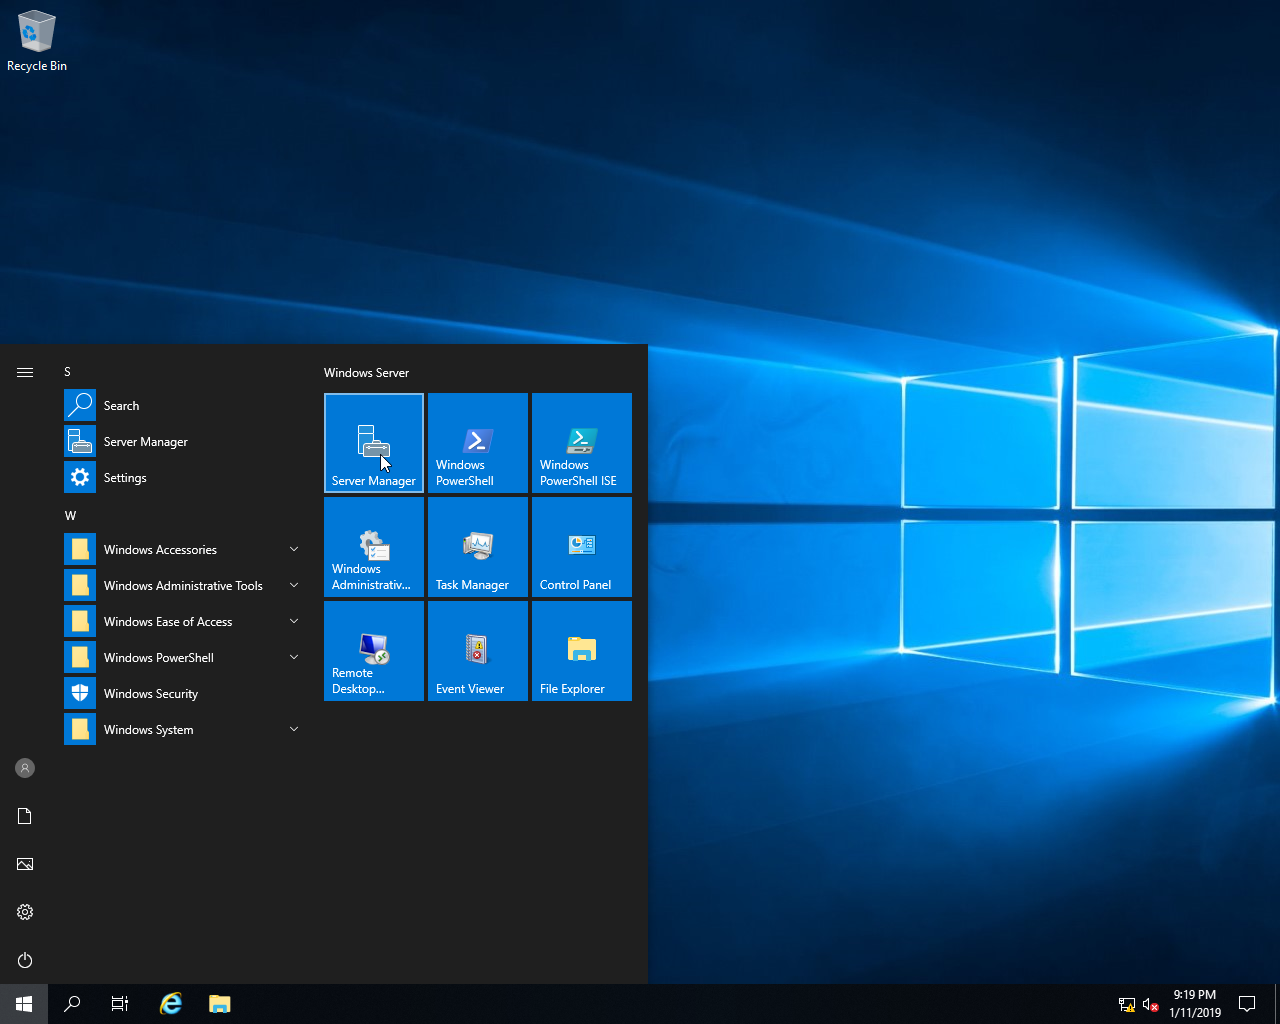 Recycle Bin
S
Search
Server Manager
Settings
W
Windows Accessories
Windows Administrative Tools
Windows Ease of Access
Windows PowerShell
Windows Security
Windows System
Windows Server
Server Manager
Windows
PowerShell
Windows
PowerShell ISE
Windows
Administrativ...
Task Manager
Control Panel
Remote
Desktop...
Event Viewer
File Explorer
9:19 PM
1/11/2019